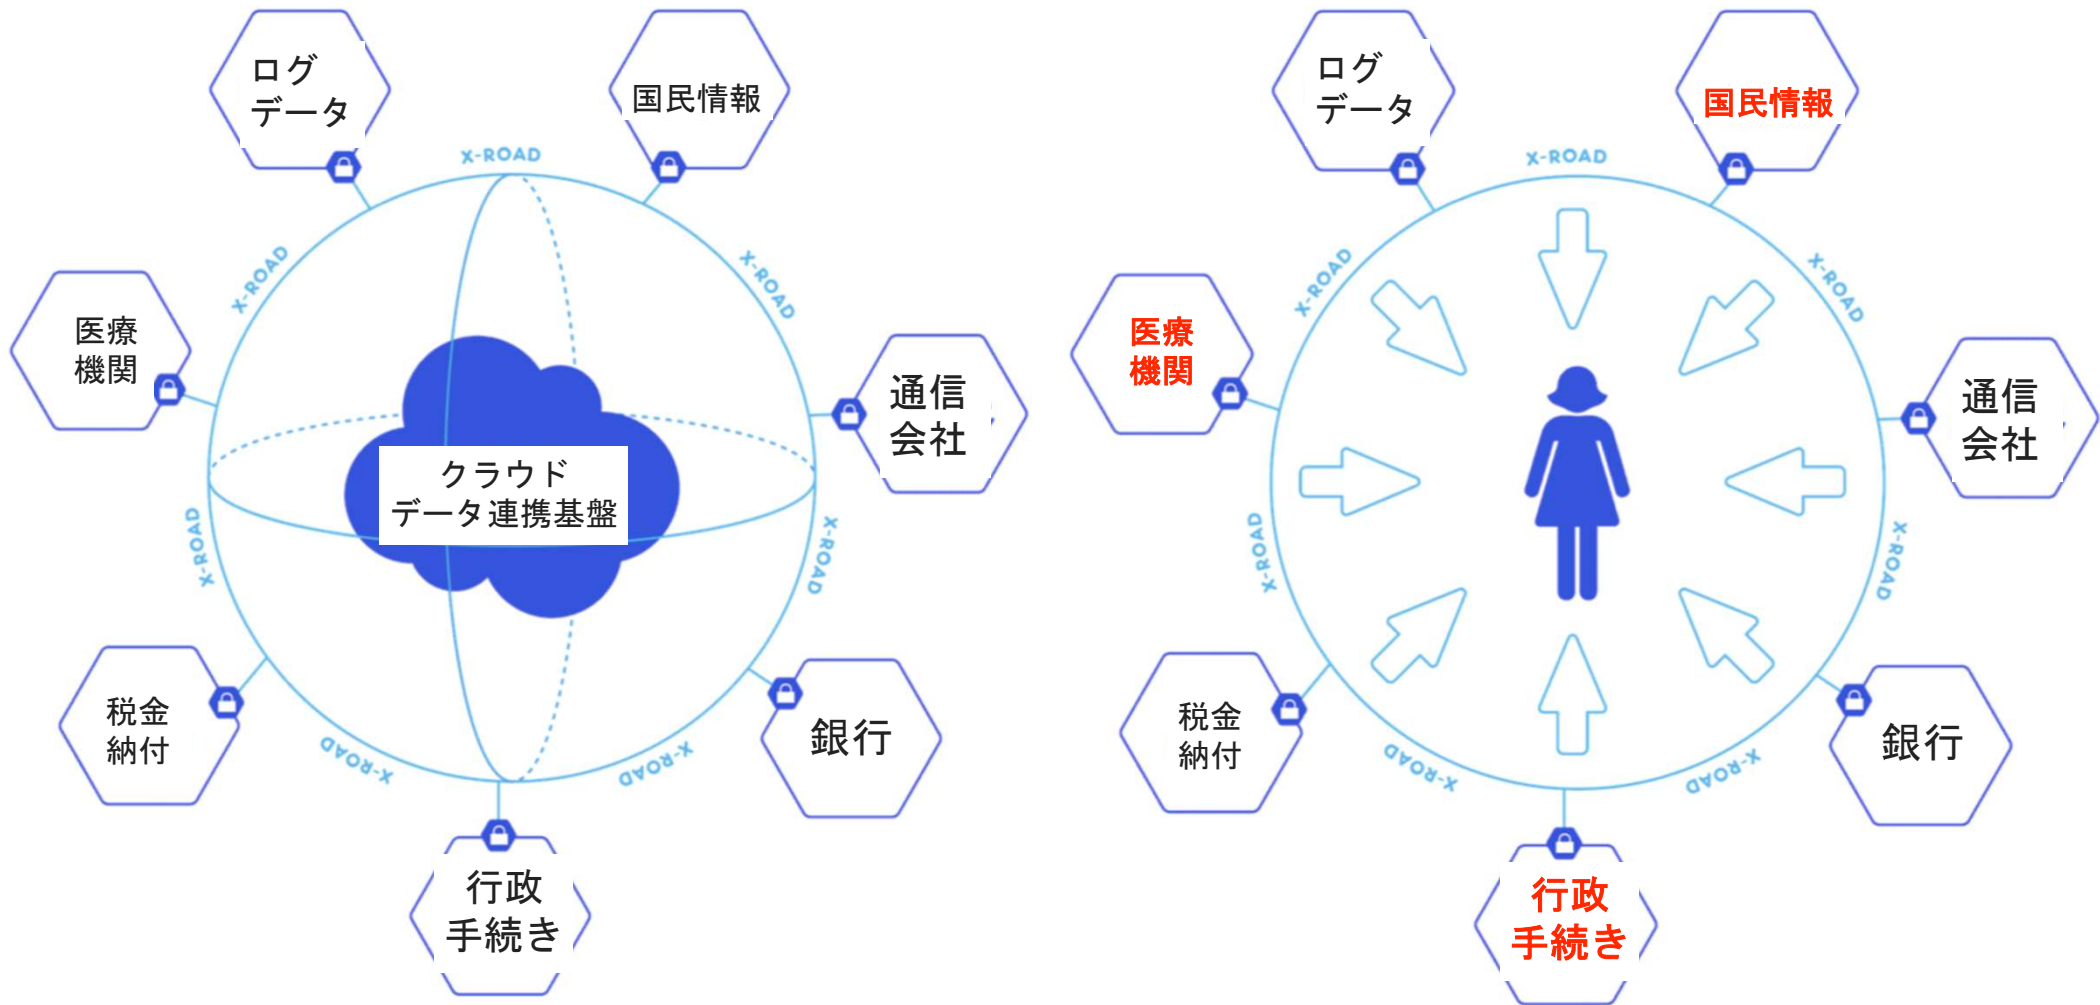 ログ
データ
国民情報
X-ROAD
X-ROAD
X-ROAD
医療
機関
通信
会社
クラウド
データ連携基盤
X-ROAD
X-ROAD
税金
納付
銀行
X-ROAD
X-ROAD
行政
手続き
ログ
データ
国民情報
X-ROAD
X-ROAD
X-ROAD
医療
機関
通信
会社
X-ROAD
X-ROAD
税金
納付
銀行
X-ROAD
X-ROAD
行政
手続き